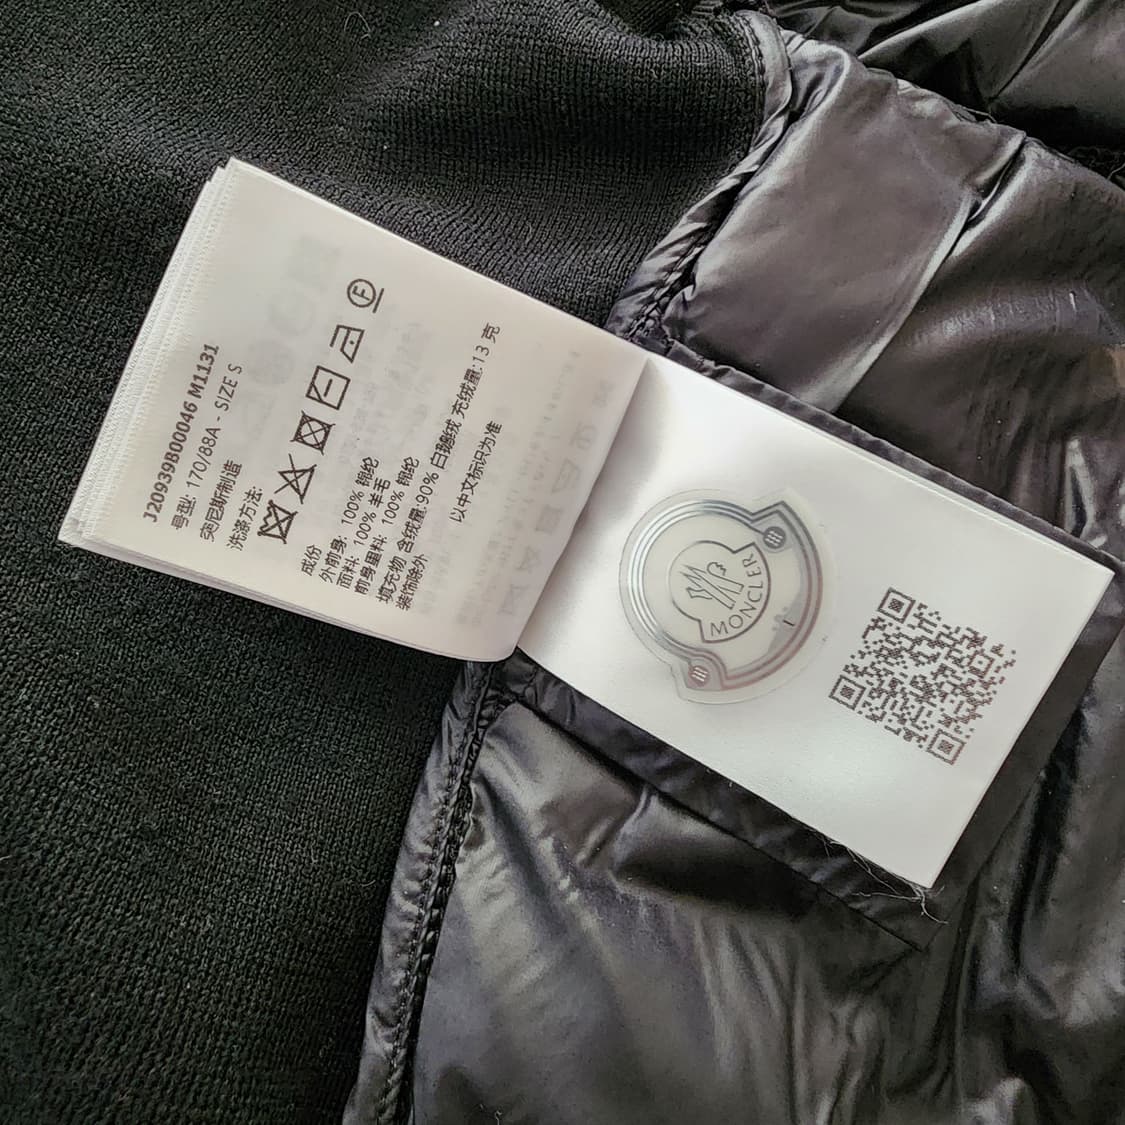 J20939B00046 M1131
号型: 170/88A - SIZE S
突尼斯制造
洗涤方法:
F
成份
外前身: 100% 锦纶
面料: 100% 羊毛
前身里料: 100% 锦纶
填充物 含绒量:90% 白鹅绒 充绒量:13 克
装饰除外
以中文标识为准
MONCLER